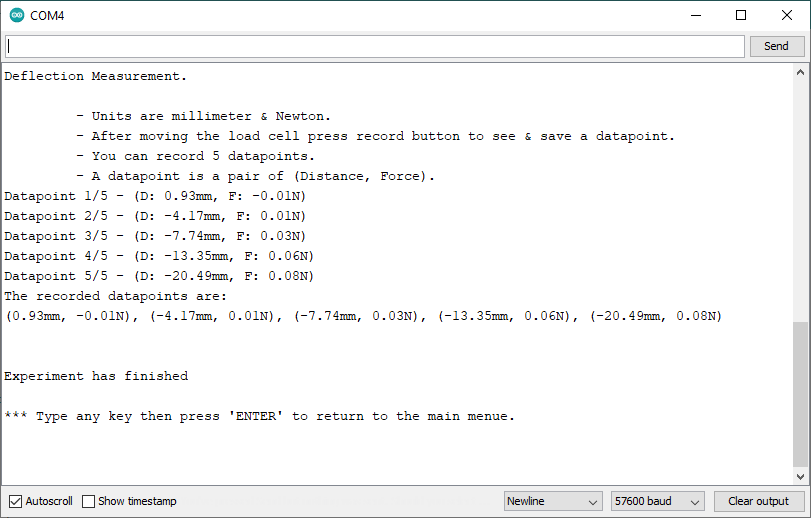 COM4
Send
Deflection Measurement.
- Units are millimeter & Newton.
- After moving the load cell press record button to see & save a datapoint.
- You can record 5 datapoints.
- A datapoint is a pair of (Distance, Force).
Datapoint 1/5 - (D: 0.93mm, F: -0.01N)
Datapoint 2/5 - (D: -4.17mm, F: 0.01N)
Datapoint 3/5 - (D: -7.74mm, F: 0.03N)
Datapoint 4/5 - (D: -13.35mm, F: 0.06N)
Datapoint 5/5 - (D: -20.49mm, F: 0.08N)
The recorded datapoints are:
(0.93mm, -0.01N), (-4.17mm, 0.01N), (-7.74mm, 0.03N), (-13.35mm, 0.06N), (-20.49mm, 0.08N)
Experiment has finished
*** Type any key then press 'ENTER' to return to the main menue.
Autoscroll Show timestamp Newline 57600 baud Clear output